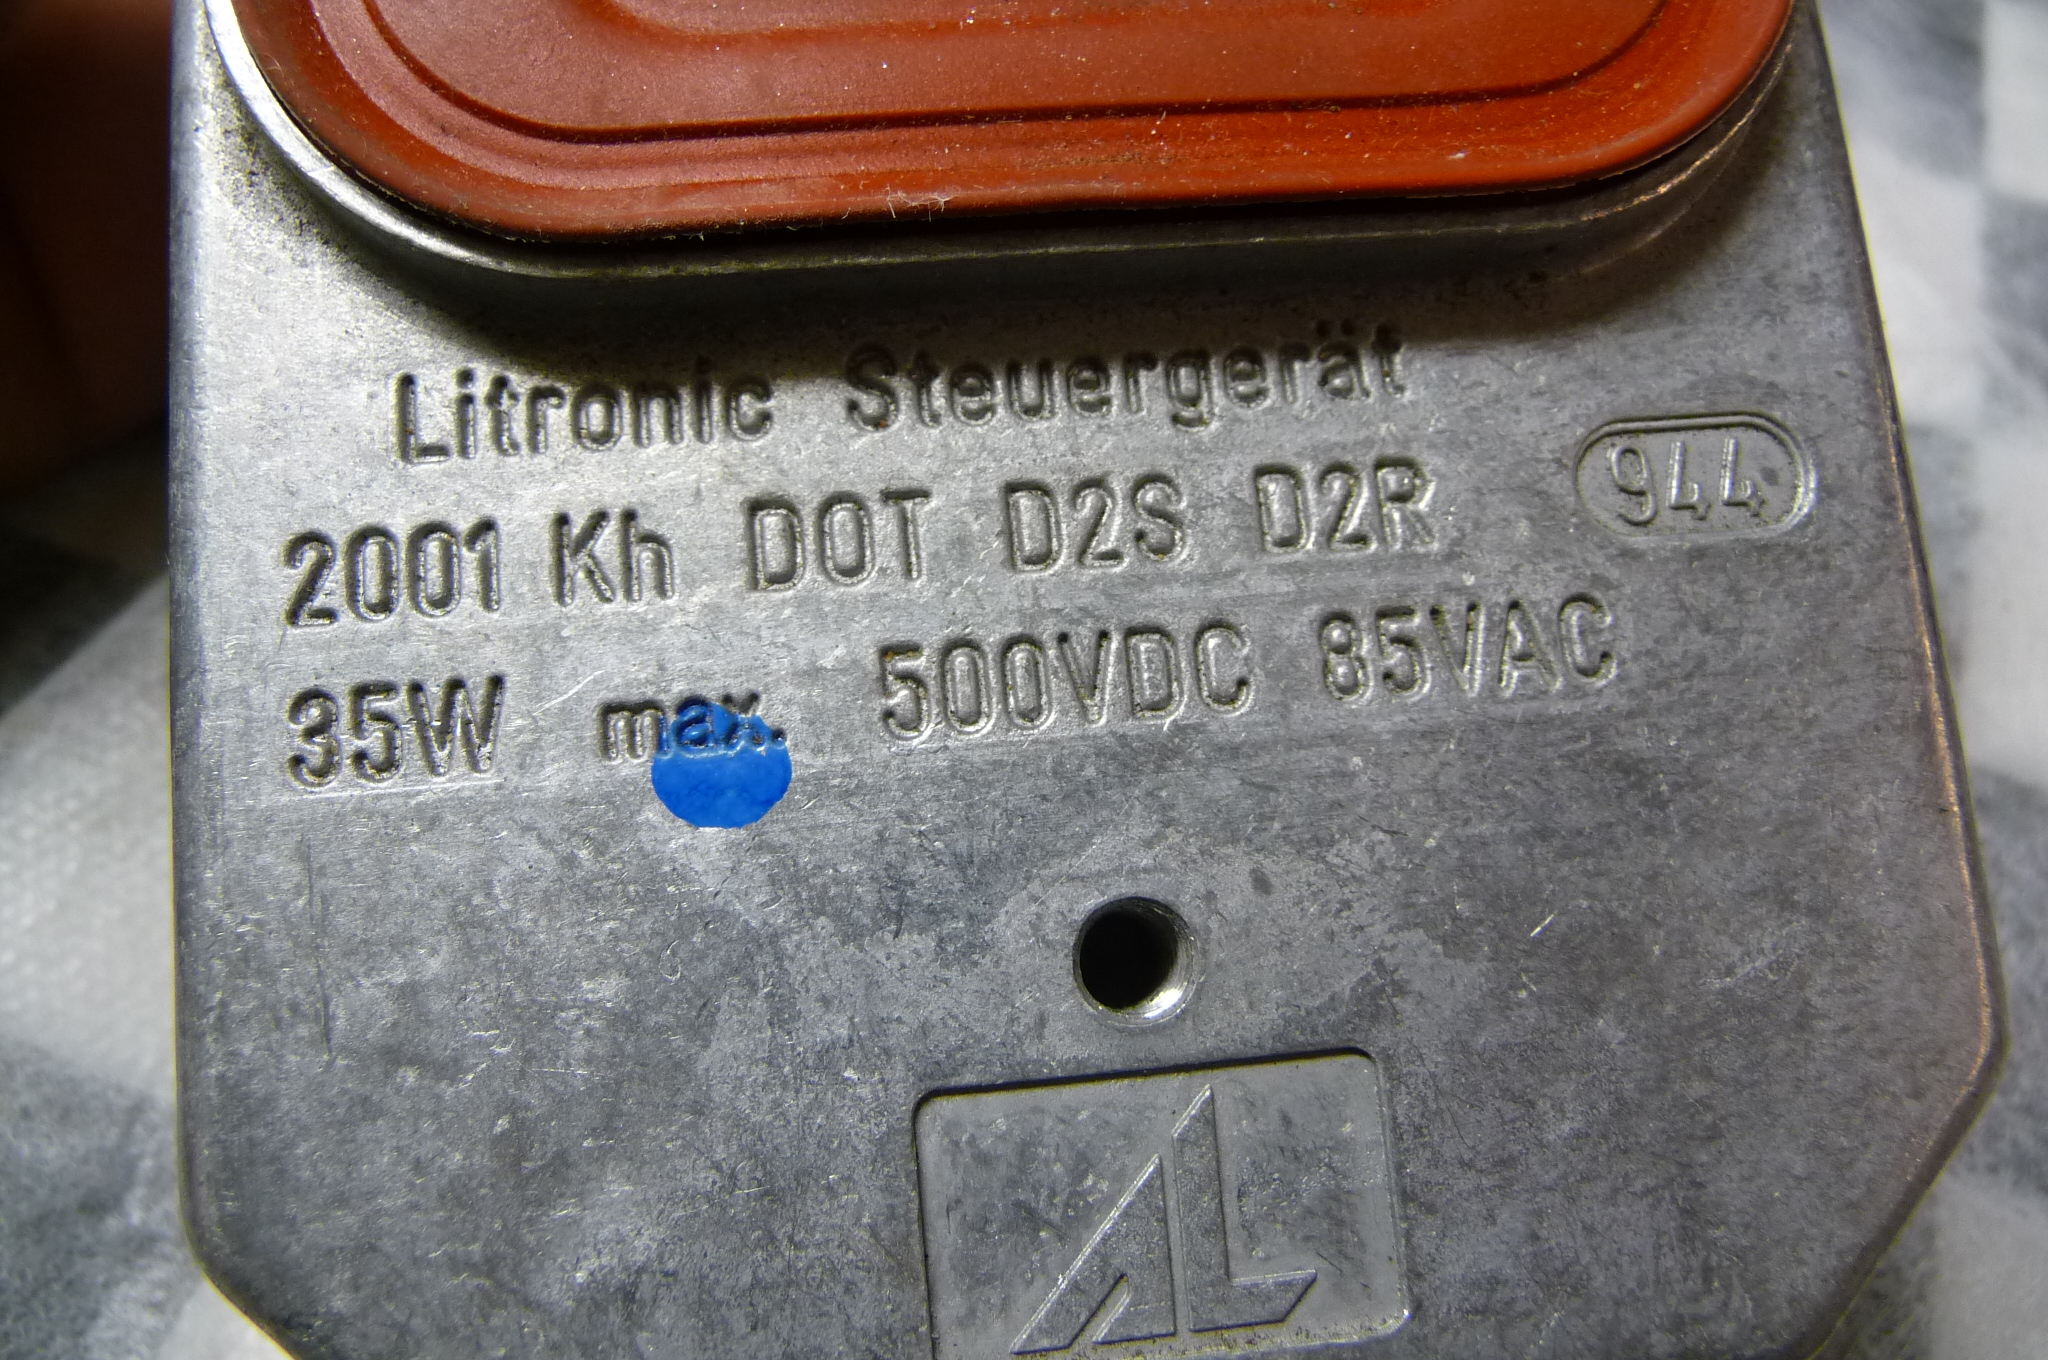 Litronic Steuergerät
2001 Kh DOT D2S D2R
944
35W max. 500VDC 85VAC
AL